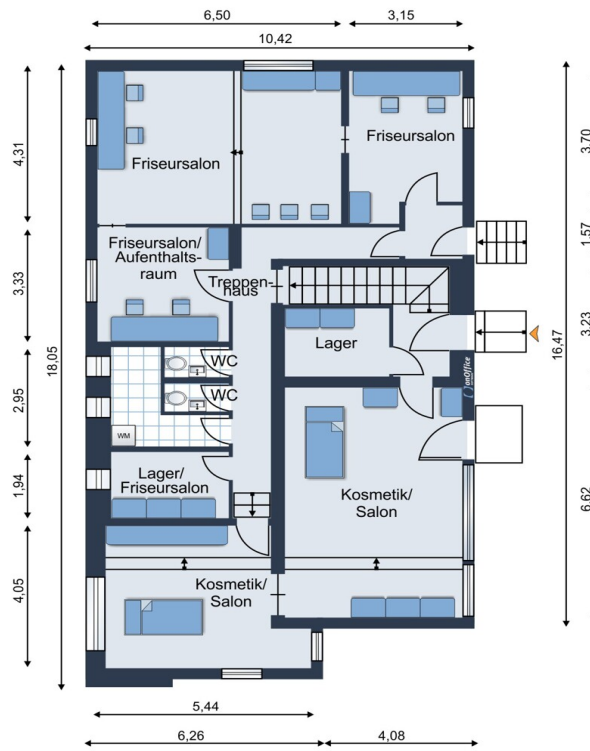 6,50
3,15
10,42
4,31
3,33
2,95
1,94
4,05
18,05
3.70
1.57
3.23
6.62
16,47
Friseursalon
Friseursalon
Friseursalon/
Aufenthalts-
raum
Treppen-
haus
Lager
WC
WC
WM
onOffice
Lager/
Friseursalon
Kosmetik/
Salon
Kosmetik/
Salon
5,44
6,26
4,08